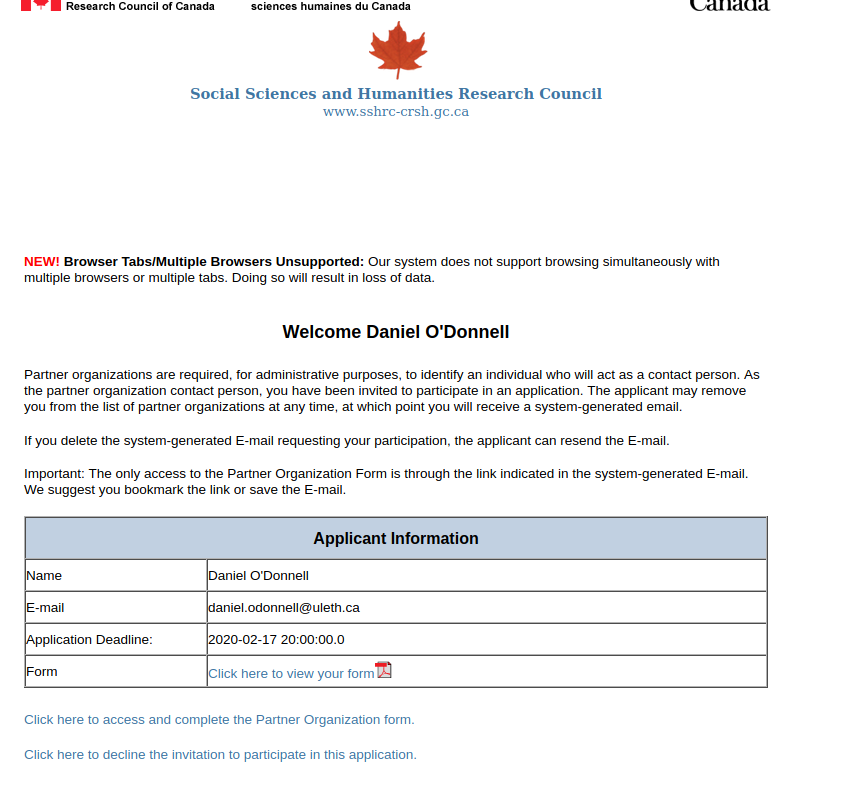 Research Council of Canada sciences humaines du Canada Canada
Social Sciences and Humanities Research Council
www.sshrc-crsh.gc.ca
NEW! Browser Tabs/Multiple Browsers Unsupported: Our system does not support browsing simultaneously with
multiple browsers or multiple tabs. Doing so will result in loss of data.
Welcome Daniel O'Donnell
Partner organizations are required, for administrative purposes, to identify an individual who will act as a contact person. As
the partner organization contact person, you have been invited to participate in an application. The applicant may remove
you from the list of partner organizations at any time, at which point you will receive a system-generated email.
If you delete the system-generated E-mail requesting your participation, the applicant can resend the E-mail.
Important: The only access to the Partner Organization Form is through the link indicated in the system-generated E-mail.
We suggest you bookmark the link or save the E-mail.
Applicant Information
Name Daniel O'Donnell
E-mail daniel.odonnell@uleth.ca
Application Deadline: 2020-02-17 20:00:00.0
Form Click here to view your form
Click here to access and complete the Partner Organization form.
Click here to decline the invitation to participate in this application.